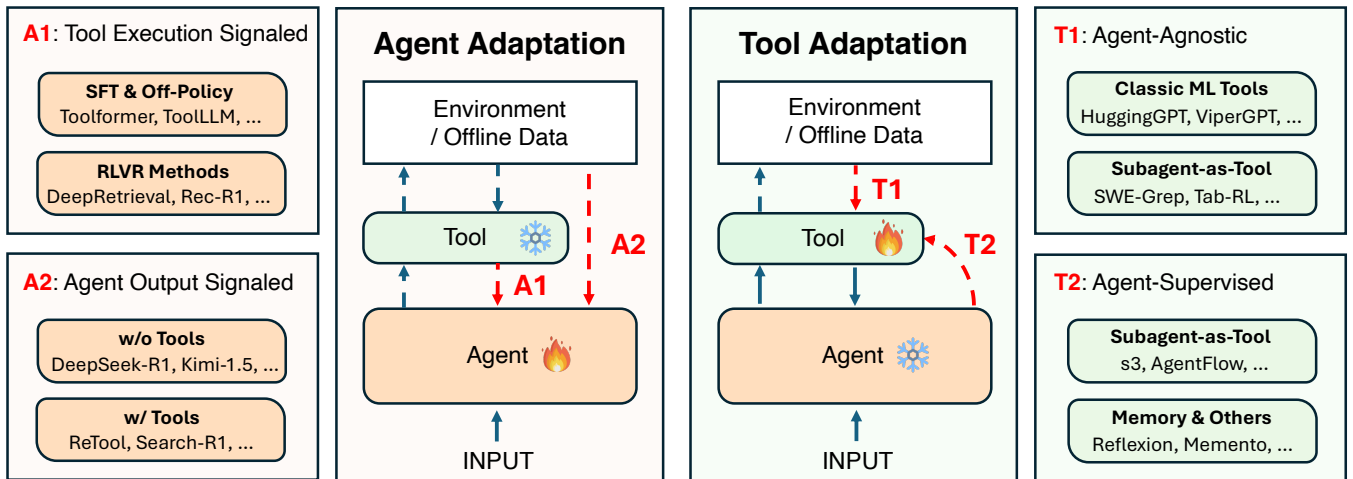 A1: Tool Execution Signaled
SFT & Off-Policy
Toolformer, ToolLLM, ...
RLVR Methods
DeepRetrieval, Rec-R1, ...
A2: Agent Output Signaled
w/o Tools
DeepSeek-R1, Kimi-1.5, ...
w/ Tools
ReTool, Search-R1, ...
Agent Adaptation
Environment
/ Offline Data
Tool
A2
A1
Agent
INPUT
Tool Adaptation
Environment
/ Offline Data
T1
Tool
T2
Agent
INPUT
T1: Agent-Agnostic
Classic ML Tools
HuggingGPT, ViperGPT, ...
Subagent-as-Tool
SWE-Grep, Tab-RL, ...
T2: Agent-Supervised
Subagent-as-Tool
s3, AgentFlow, ...
Memory & Others
Reflexion, Memento, ...